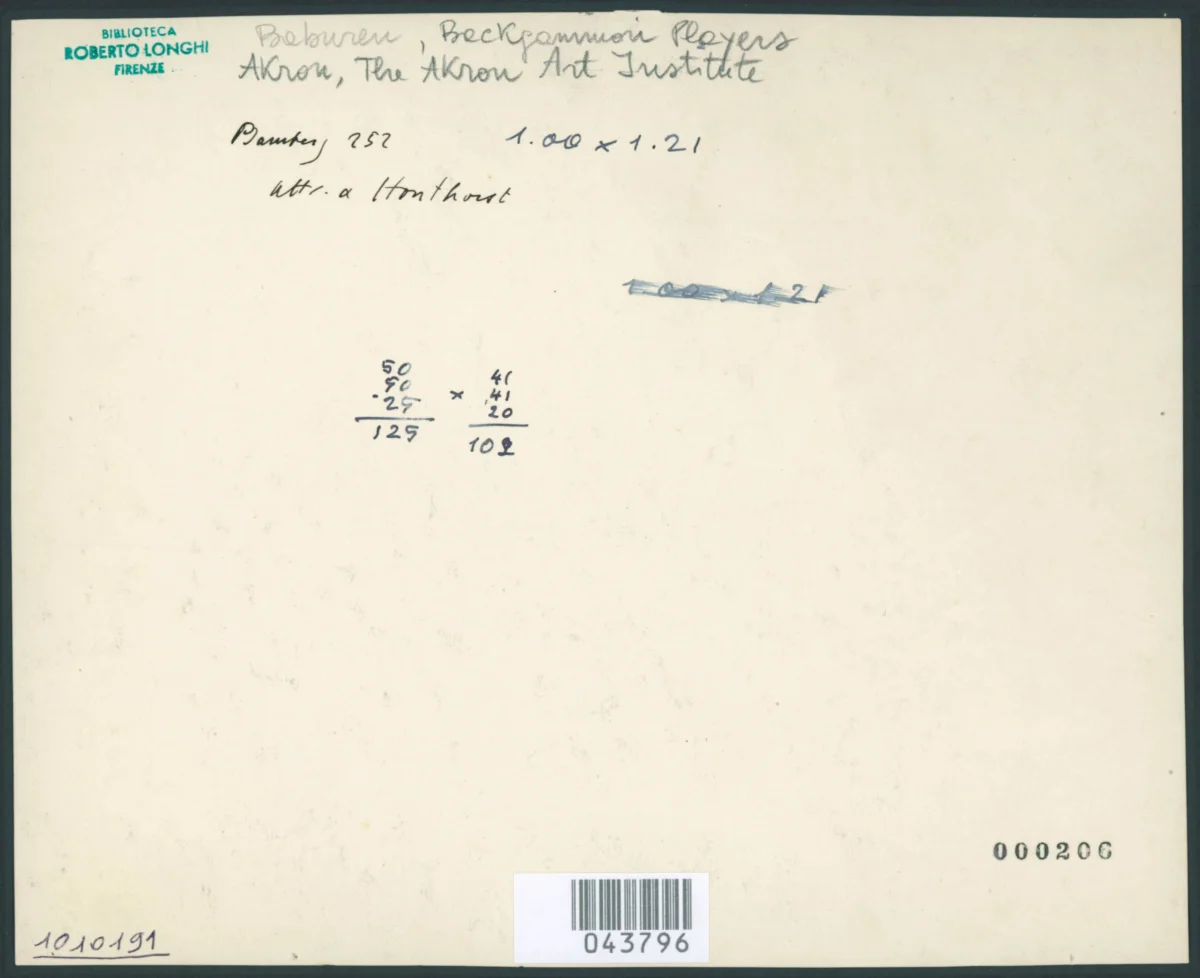 BIBLIOTECA
ROBERTO LONGHI
FIRENZE
Baburen, Backgammon Players
Akron, The Akron Art Institute
Bamberg 252
1.00 x 1.21
attr. a Honthorst
1.00 x 1.21
50
50
25
125
x
41
41
20
102
000206
043796
1010191